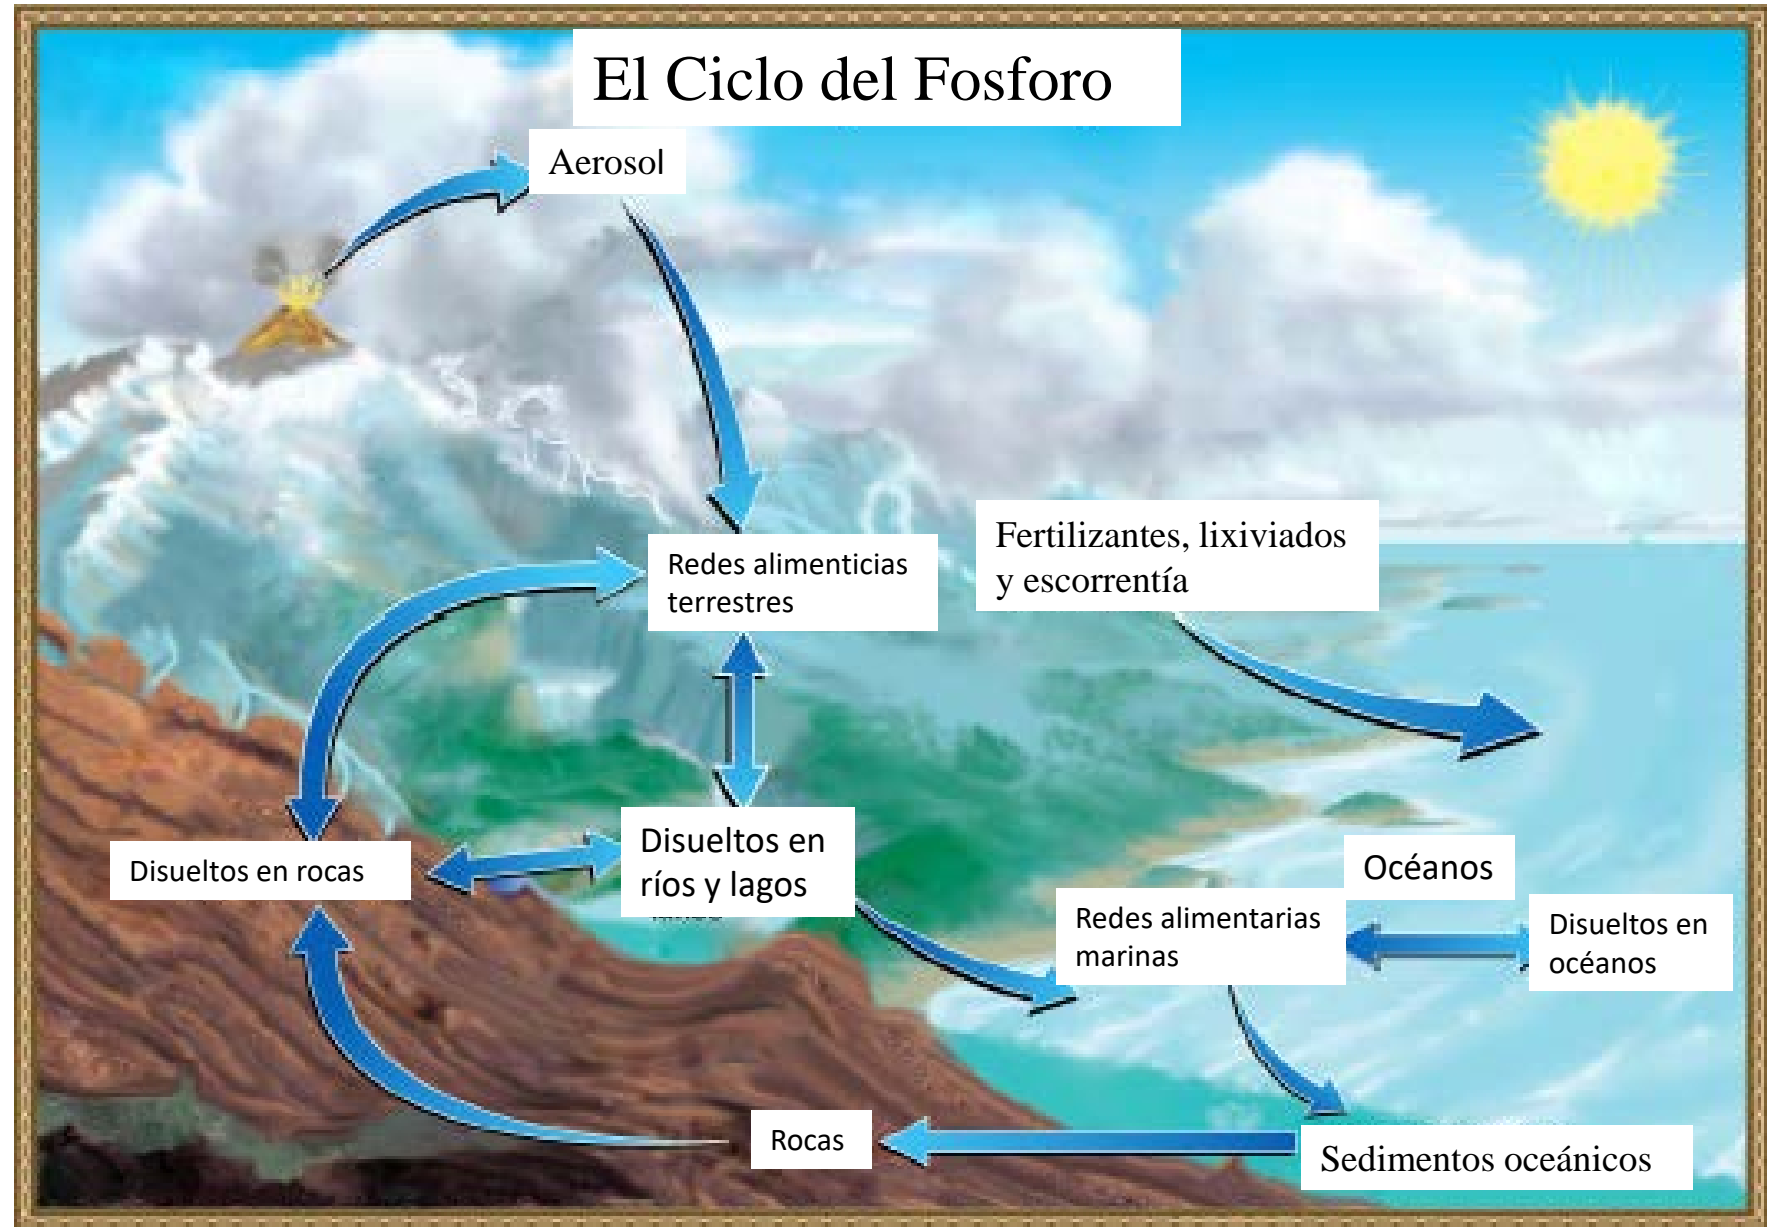 El Ciclo del Fosforo
Aerosol
Fertilizantes, lixiviados
y escorrentía
Redes alimenticias
terrestres
Disueltos en
ríos y lagos
Disueltos en rocas
Océanos
Redes alimentarias
marinas
Disueltos en
océanos
Rocas
Sedimentos oceánicos